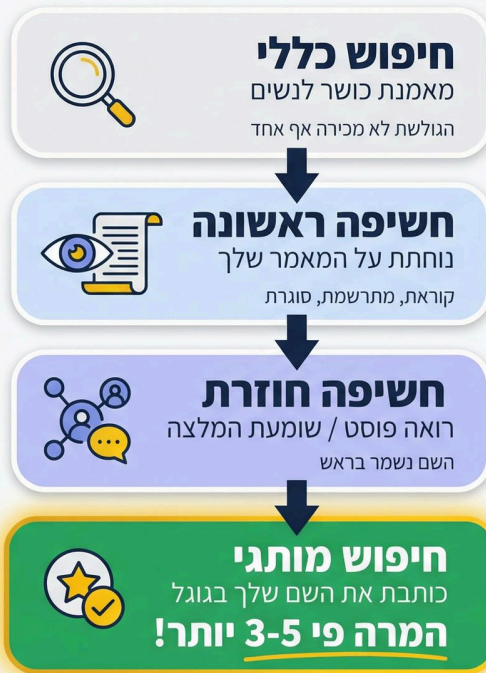 חיפוש כללי
מאמנת כושר לנשים
הגולשת לא מכירה אף אחד
חשיפה ראשונה
נוחתת על המאמר שלך
קוראת, מתרשמת, סוגרת
חשיפה חוזרת
רואה פוסט / שומעת המלצה
השם נשמר בראש
חיפוש מותגי
כותבת את השם שלך בגוגל
המרה פי 3-5 יותר!